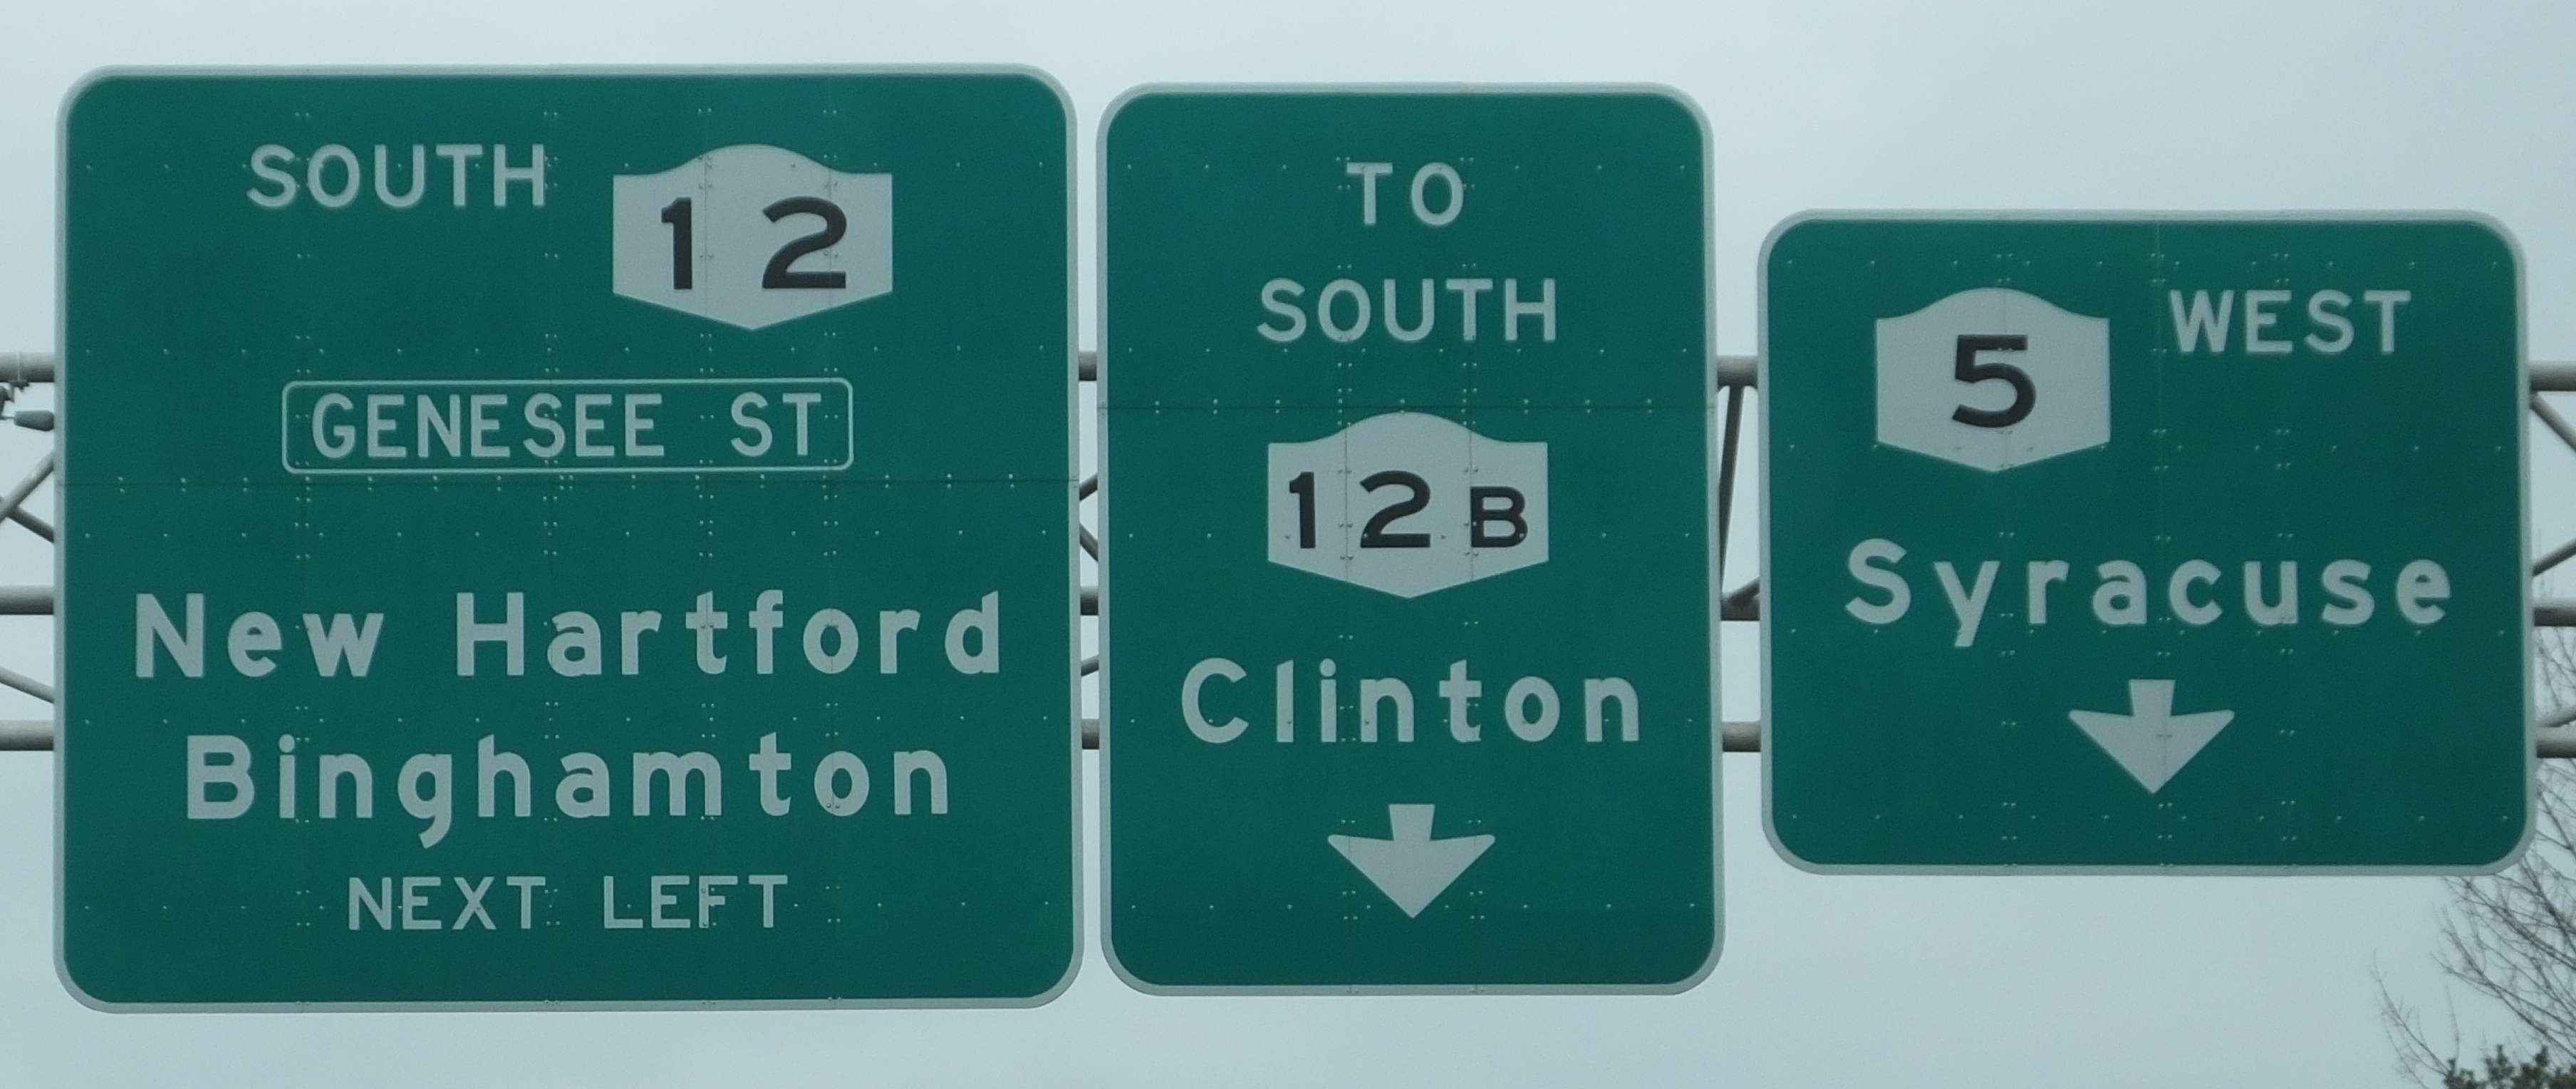 SOUTH 12
GENESEE ST
New Hartford
Binghamton
NEXT LEFT
TO
SOUTH
12B
Clinton
5 WEST
Syracuse